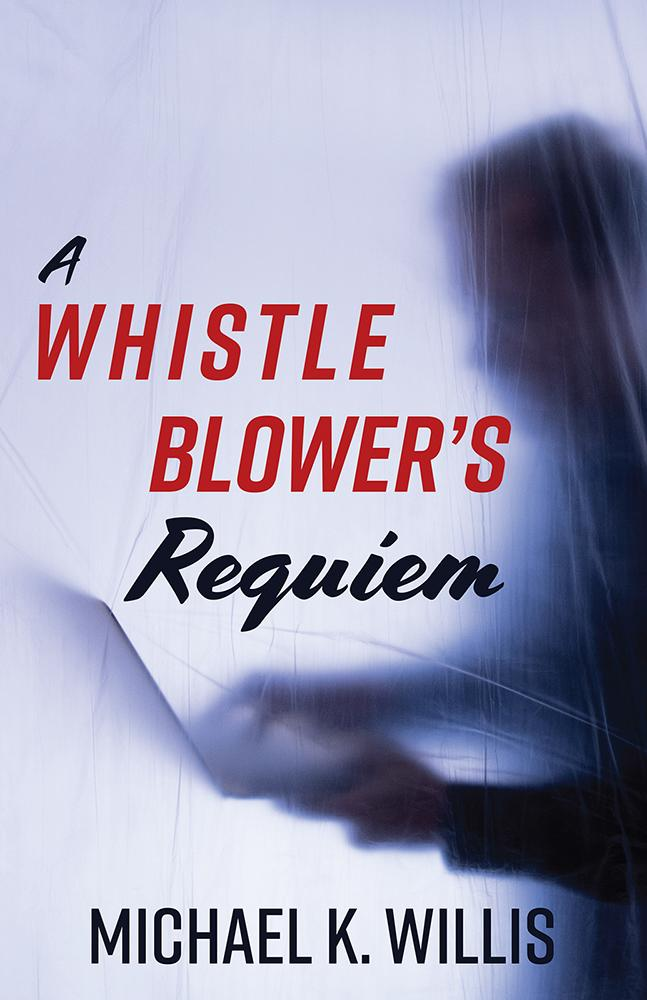 A
WHISTLE
BLOWER’S
Requiem
MICHAEL K. WILLIS